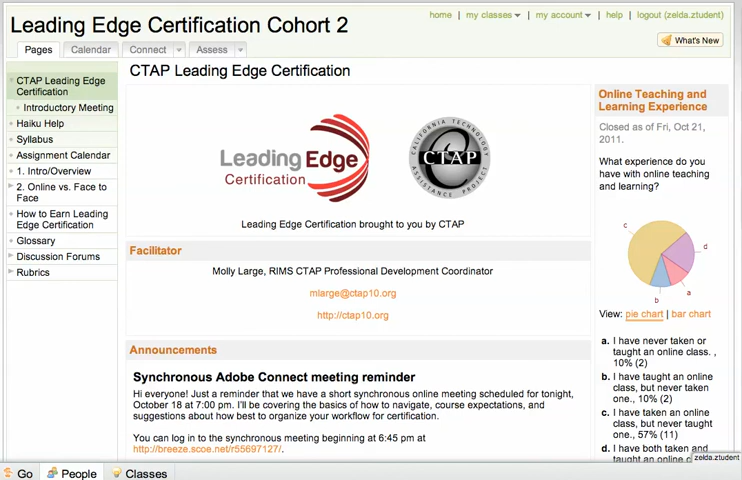 Leading Edge Certification Cohort 2
home | my classes | my account | help | logout (zelda.ztudent)
What's New
Pages Calendar Connect Assess
CTAP Leading Edge
Certification
Introductory Meeting
Haiku Help
Syllabus
Assignment Calendar
1. Intro/Overview
2. Online vs. Face to
Face
How to Earn Leading
Edge Certification
Glossary
Discussion Forums
Rubrics
CTAP Leading Edge Certification
Leading Edge
Certification
CALIFORNIA TECHNOLOGY
CTAP
ASSISTANCE PROJECT
Leading Edge Certification brought to you by CTAP
Facilitator
Molly Large, RIMS CTAP Professional Development Coordinator
mlarge@ctap10.org
http://ctap10.org
Announcements
Synchronous Adobe Connect meeting reminder
Hi everyone! Just a reminder that we have a short synchronous online meeting scheduled for tonight,
October 18 at 7:00 pm. I'll be covering the basics of how to navigate, course expectations, and
suggestions about how best to organize your workflow for certification.
You can log in to the synchronous meeting beginning at 6:45 pm at
http://breeze.scoe.net/r55697127/.
Online Teaching and
Learning Experience
Closed as of Fri, Oct 21,
2011.
What experience do you
have with online teaching
and learning?
c
d
a
b
View: pie chart | bar chart
a. I have never taken or
taught an online class. ,
10% (2)
b. I have taught an online
class, but never taken
one., 10% (2)
c. I have taken an online
class, but never taught
one., 57% (11)
d. I have both taken and
taught an online
zelda.ztudent
Go People Classes